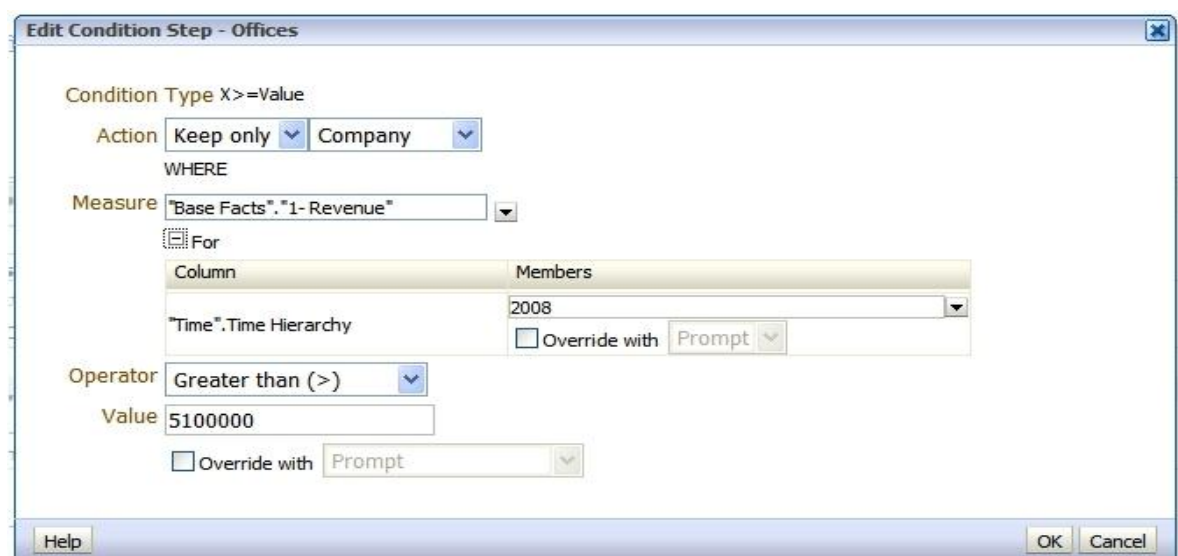 Edit Condition Step - Offices
Condition Type X>=Value
Action Keep only Company
WHERE
Measure "Base Facts"."1- Revenue"
For
Column Members
"Time".Time Hierarchy
2008
Override with Prompt
Operator Greater than (>)
Value 5100000
Override with Prompt
Help OK Cancel